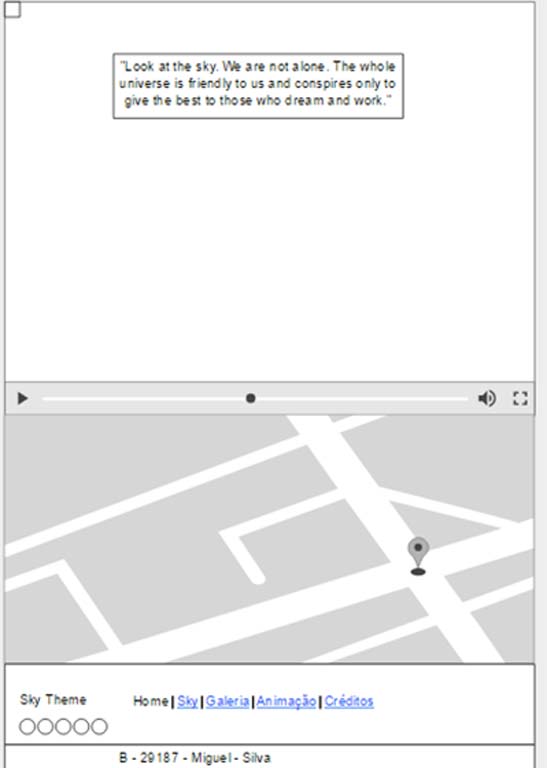 "Look at the sky. We are not alone. The whole
universe is friendly to us and conspires only to
give the best to those who dream and work."
Sky Theme
Home|Sky|Galeria|Animação|Créditos
B - 29187 - Miguel - Silva